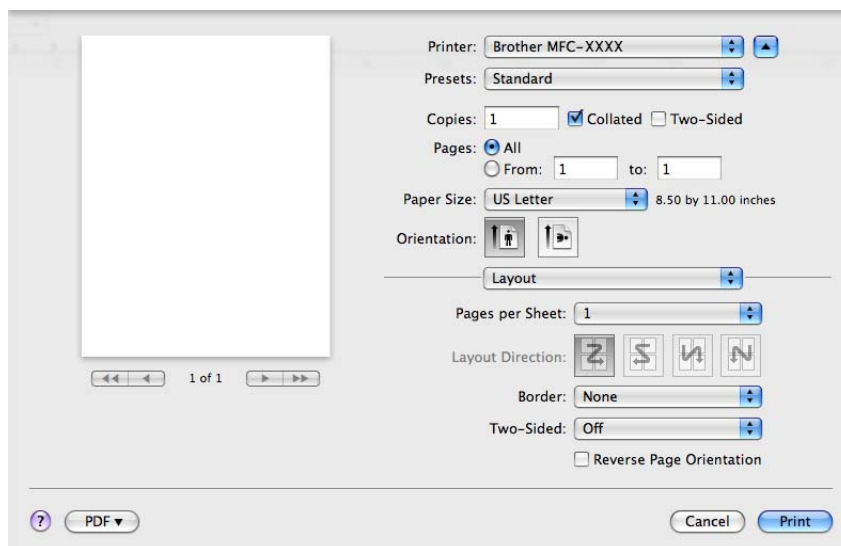 Printer: Brother MFC-XXXX
Presets: Standard
Copies: 1 Collated Two-Sided
Pages: All
From: 1 to: 1
Paper Size: US Letter 8.50 by 11.00 inches
Orientation:
Layout
Pages per Sheet: 1
Layout Direction:
Border: None
Two-Sided: Off
Reverse Page Orientation
1 of 1
? PDF Cancel Print